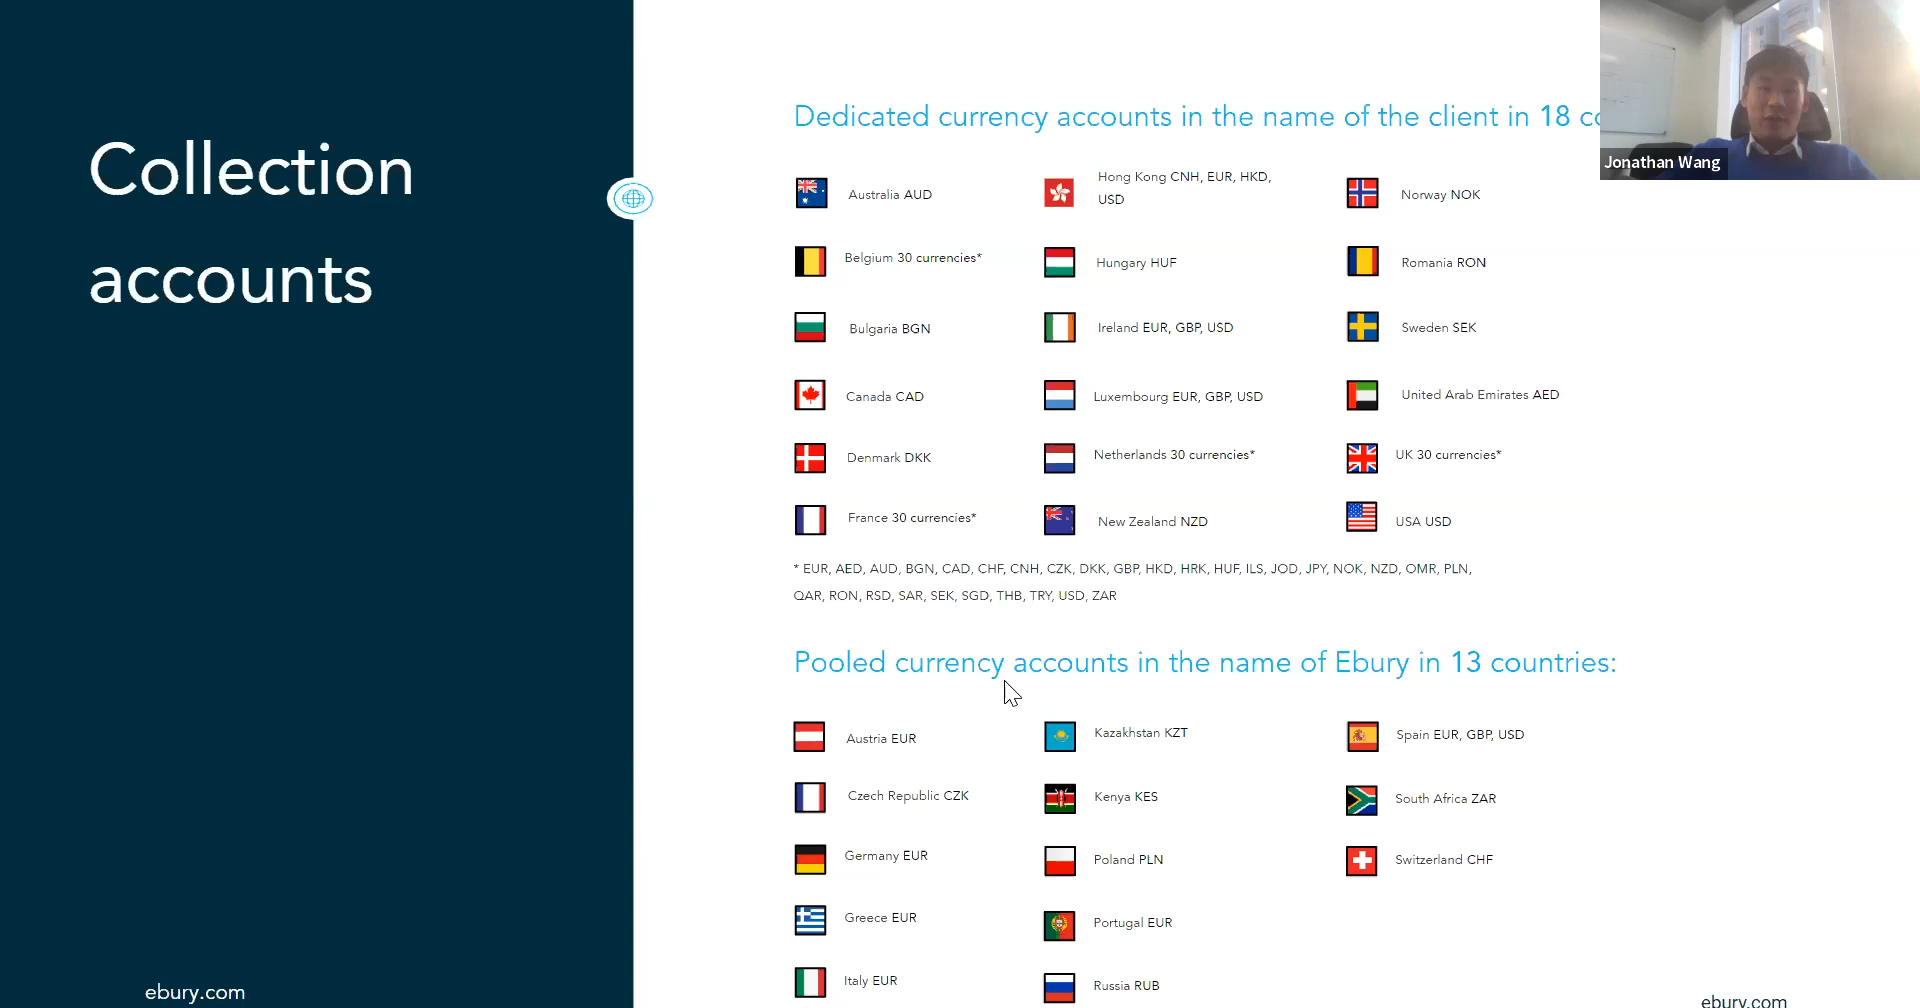 Collection
accounts
Dedicated currency accounts in the name of the client in 18
Jonathan Wang
Australia AUD
Hong Kong CNH, EUR, HKD,
USD
Norway NOK
Belgium 30 currencies*
Hungary HUF
Romania RON
Bulgaria BGN
Ireland EUR, GBP, USD
Sweden SEK
Canada CAD
Luxembourg EUR, GBP, USD
United Arab Emirates AED
Denmark DKK
Netherlands 30 currencies*
UK 30 currencies*
France 30 currencies*
New Zealand NZD
USA USD
* EUR, AED, AUD, BGN, CAD, CHF, CNH, CZK, DKK, GBP, HKD, HRK, HUF, ILS, JOD, JPY, NOK, NZD, OMR, PLN,
QAR, RON, RSD, SAR, SEK, SGD, THB, TRY, USD, ZAR
Pooled currency accounts in the name of Ebury in 13 countries:
Austria EUR
Kazakhstan KZT
Spain EUR, GBP, USD
Czech Republic CZK
Kenya KES
South Africa ZAR
Germany EUR
Poland PLN
Switzerland CHF
Greece EUR
Portugal EUR
Italy EUR
Russia RUB
ebury.com
ebury.com